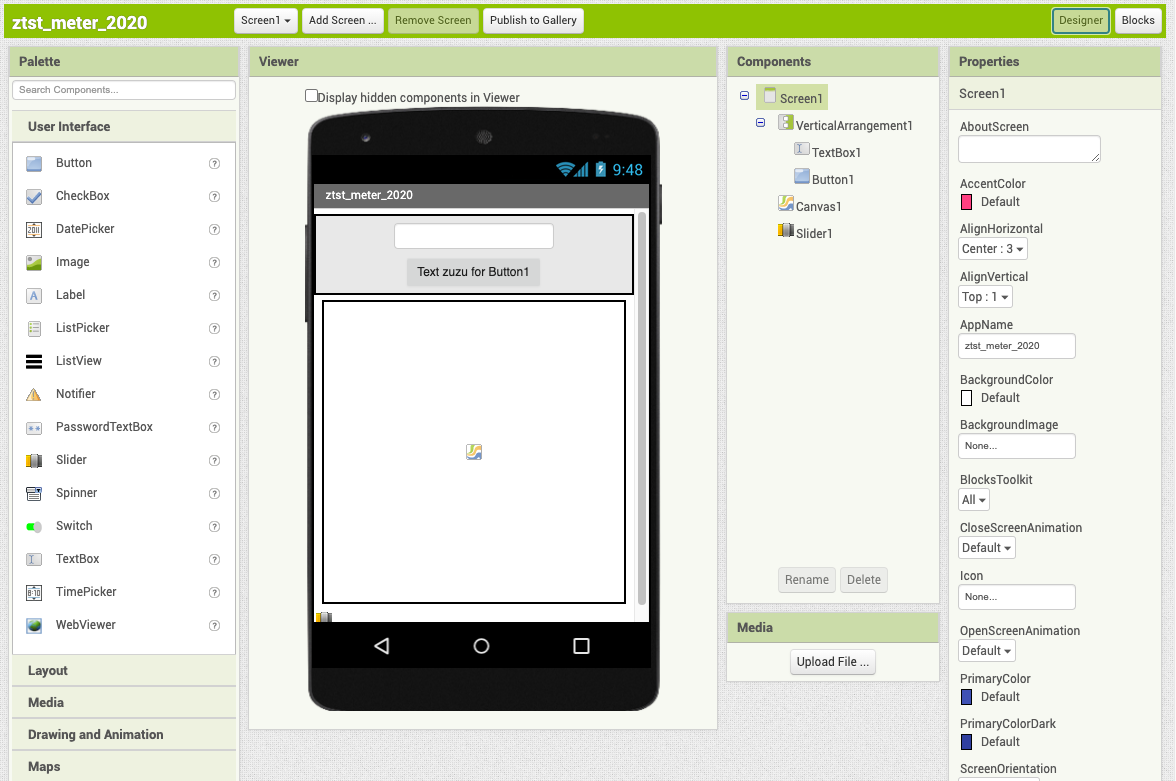 ztst_meter_2020
Screen1
Add Screen ...
Remove Screen
Publish to Gallery
Designer
Blocks
Palette
Search Components...
User Interface
Button ?
CheckBox ?
DatePicker ?
Image ?
Label ?
ListPicker ?
ListView ?
Notifier ?
PasswordTextBox ?
Slider ?
Spinner ?
Switch ?
TextBox ?
TimePicker ?
WebViewer ?
Layout
Media
Drawing and Animation
Maps
Viewer
Display hidden components in Viewer
9:48
ztst_meter_2020
Text zuzu for Button1
Components
Screen1
VerticalArrangement1
TextBox1
Button1
Canvas1
Slider1
Rename
Delete
Media
Upload File ...
Properties
Screen1
AboutScreen
AccentColor
Default
AlignHorizontal
Center : 3
AlignVertical
Top : 1
AppName
ztst_meter_2020
BackgroundColor
Default
BackgroundImage
None...
BlocksToolkit
All
CloseScreenAnimation
Default
Icon
None...
OpenScreenAnimation
Default
PrimaryColor
Default
PrimaryColorDark
Default
ScreenOrientation